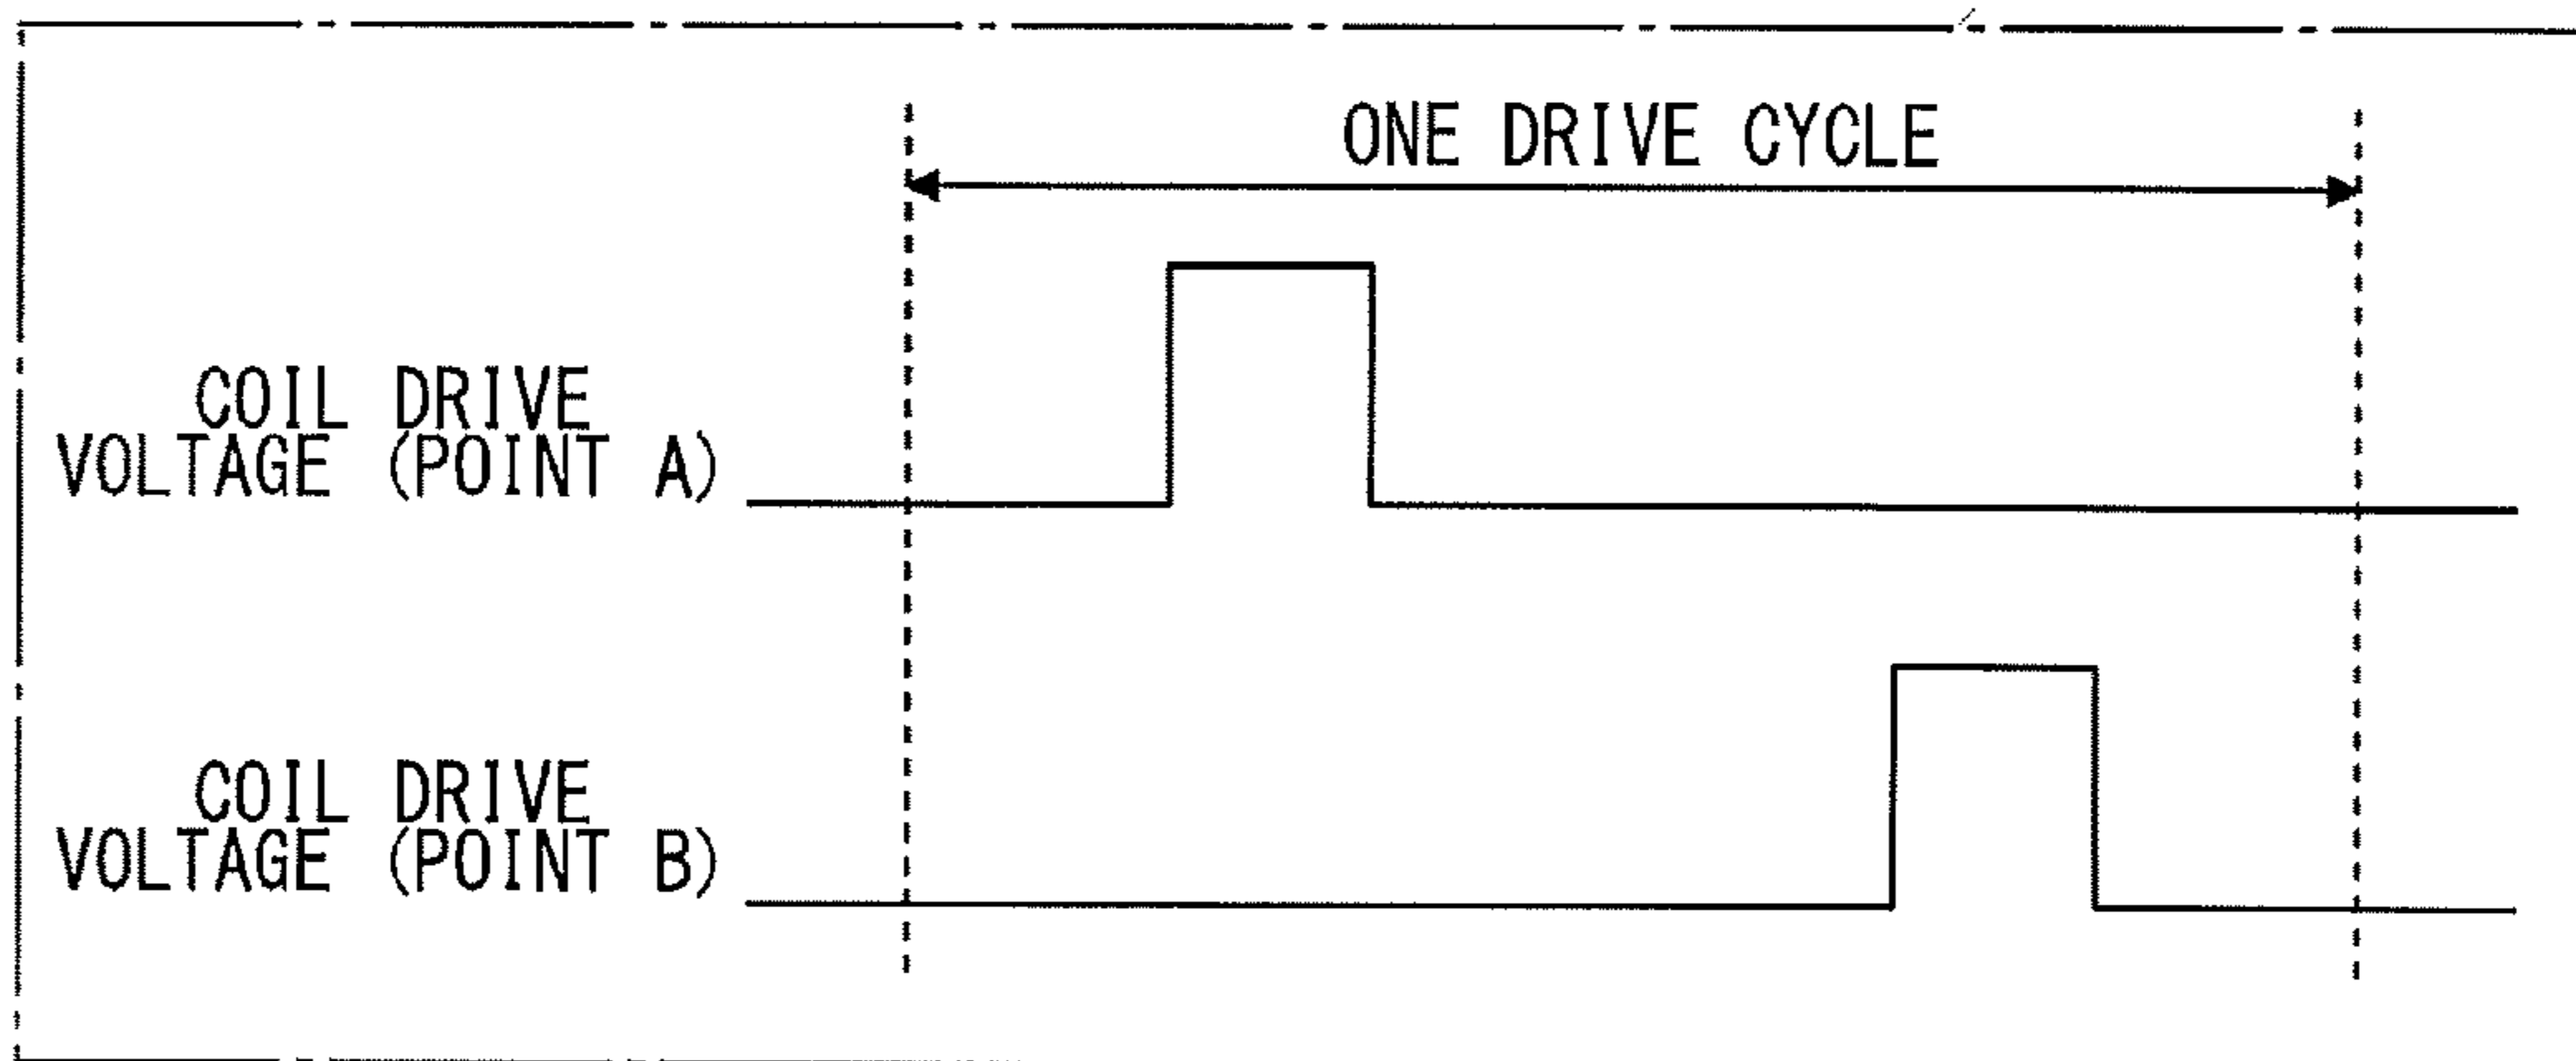 ONE DRIVE CYCLE
COIL DRIVE
VOLTAGE (POINT A)
COIL DRIVE
VOLTAGE (POINT B)